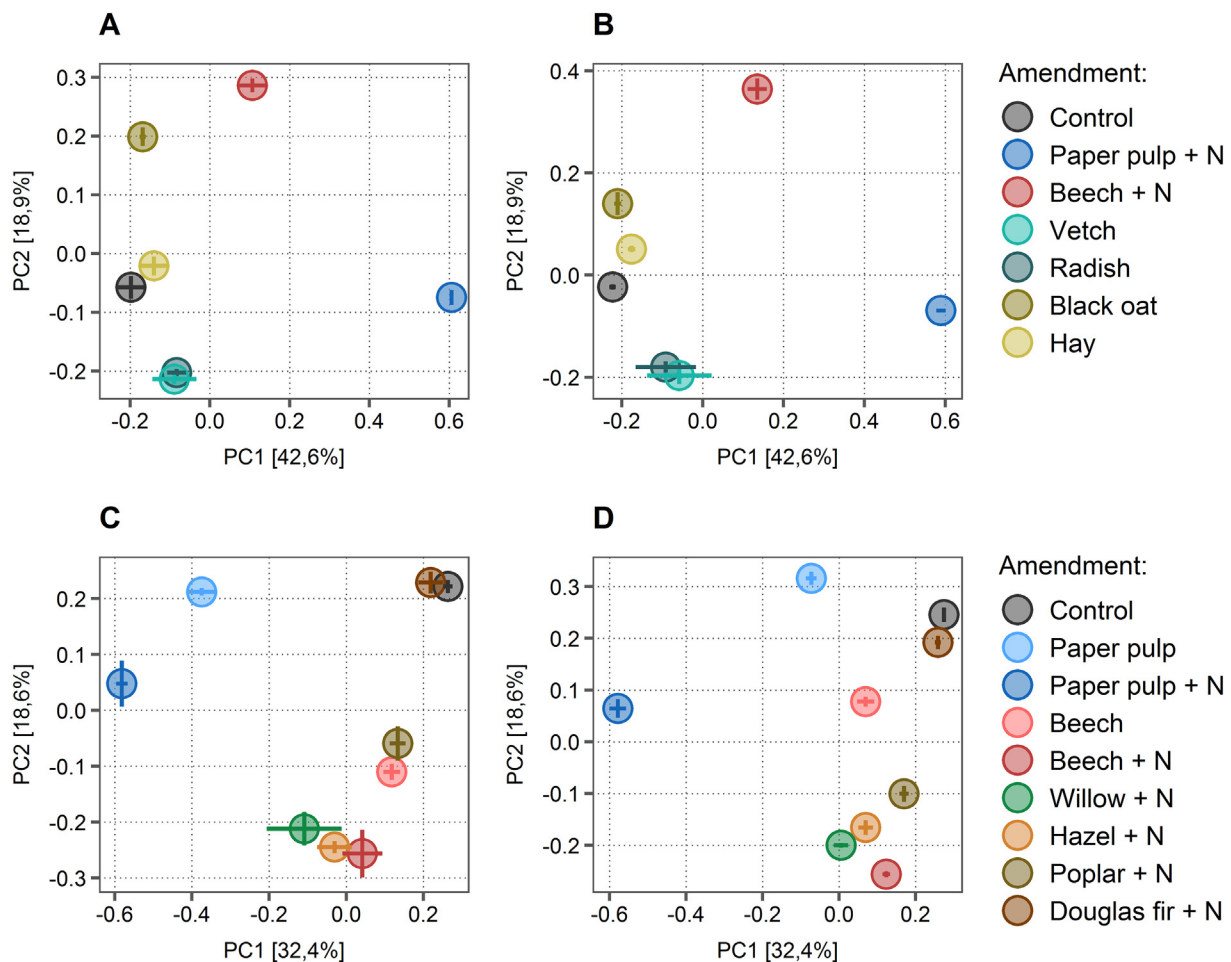 A
B
0.3
0.2
0.1
0.0
-0.1
-0.2
PC2 [18,9%]
-0.2
0.0
0.2
0.4
0.6
PC1 [42,6%]
0.4
0.2
0.0
-0.2
PC2 [18,9%]
-0.2
0.0
0.2
0.4
0.6
PC1 [42,6%]
Amendment:
Control
Paper pulp + N
Beech + N
Vetch
Radish
Black oat
Hay
C
D
0.2
0.1
0.0
-0.1
-0.2
-0.3
PC2 [18,6%]
-0.6
-0.4
-0.2
0.0
0.2
PC1 [32,4%]
0.3
0.2
0.1
0.0
-0.1
-0.2
PC2 [18,6%]
-0.6
-0.4
-0.2
0.0
0.2
PC1 [32,4%]
Amendment:
Control
Paper pulp
Paper pulp + N
Beech
Beech + N
Willow + N
Hazel + N
Poplar + N
Douglas fir + N